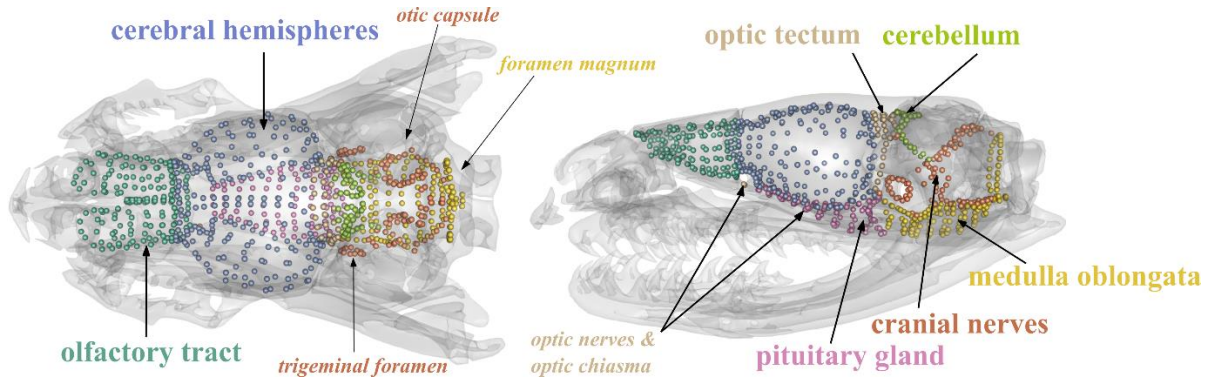 cerebral hemispheres
otic capsule
foramen magnum
olfactory tract
trigeminal foramen
optic tectum
cerebellum
optic nerves &
optic chiasma
pituitary gland
cranial nerves
medulla oblongata